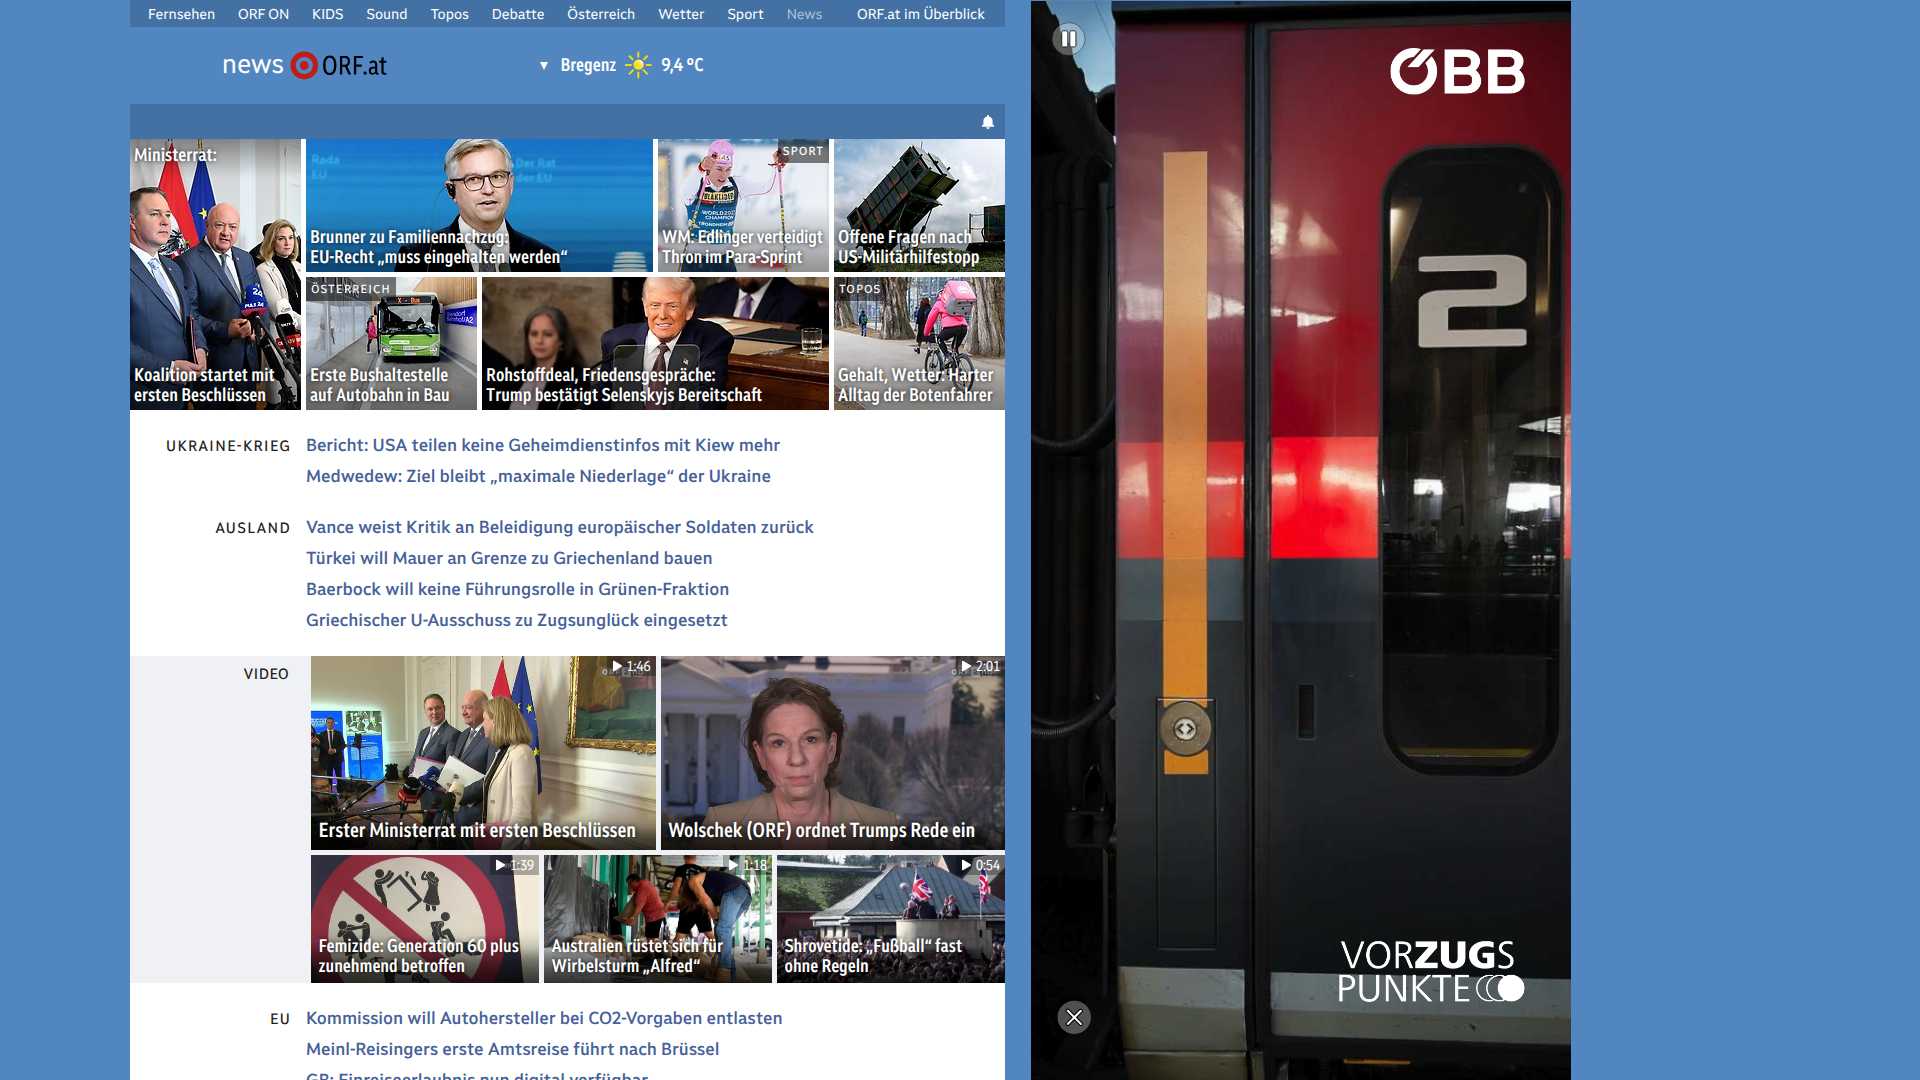 Fernsehen ORF ON KIDS Sound Topos Debatte Österreich Wetter Sport News ORF.at im Überblick
news ORF.at
Bregenz 9,4 °C
Ministerrat:
Koalition startet mit
ersten Beschlüssen
Brunner zu Familiennachzug:
EU-Recht „muss eingehalten werden“
SPORT
WM: Edlinger verteidigt
Thron im Para-Sprint
Offene Fragen nach
US-Militärhilfestopp
ÖSTERREICH
Erste Bushaltestelle
auf Autobahn in Bau
Rohstoffdeal, Friedensgespräche:
Trump bestätigt Selenskyjs Bereitschaft
TOPOS
Gehalt, Wetter: Harter
Alltag der Botenfahrer
UKRAINE-KRIEG
Bericht: USA teilen keine Geheimdienstinfos mit Kiew mehr
Medwedew: Ziel bleibt „maximale Niederlage“ der Ukraine
AUSLAND
Vance weist Kritik an Beleidigung europäischer Soldaten zurück
Türkei will Mauer an Grenze zu Griechenland bauen
Baerbock will keine Führungsrolle in Grünen-Fraktion
Griechischer U-Ausschuss zu Zugsunglück eingesetzt
VIDEO
1:46
Erster Ministerrat mit ersten Beschlüssen
2:01
Wolschek (ORF) ordnet Trumps Rede ein
1:39
Femizide: Generation 60 plus
zunehmend betroffen
1:18
Australien rüstet sich für
Wirbelsturm „Alfred“
0:54
Shrovetide: „Fußball“ fast
ohne Regeln
EU
Kommission will Autohersteller bei CO2-Vorgaben entlasten
Meinl-Reisingers erste Amtsreise führt nach Brüssel
GB: Einreiseerlaubnis nun digital verfügbar
ÖBB
2
VORZUGS
PUNKTE